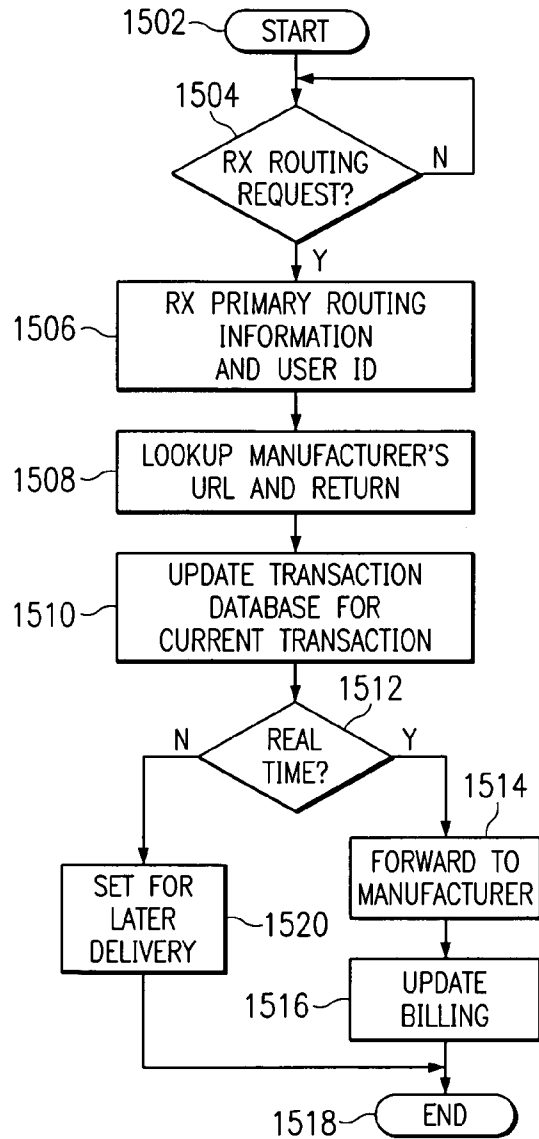 1502
START
1504
RX ROUTING
REQUEST?
N
Y
1506
RX PRIMARY ROUTING
INFORMATION
AND USER ID
1508
LOOKUP MANUFACTURER'S
URL AND RETURN
1510
UPDATE TRANSACTION
DATABASE FOR
CURRENT TRANSACTION
1512
N
REAL
TIME?
Y
1514
FORWARD TO
MANUFACTURER
SET FOR
LATER
DELIVERY
1520
1516
UPDATE
BILLING
1518
END